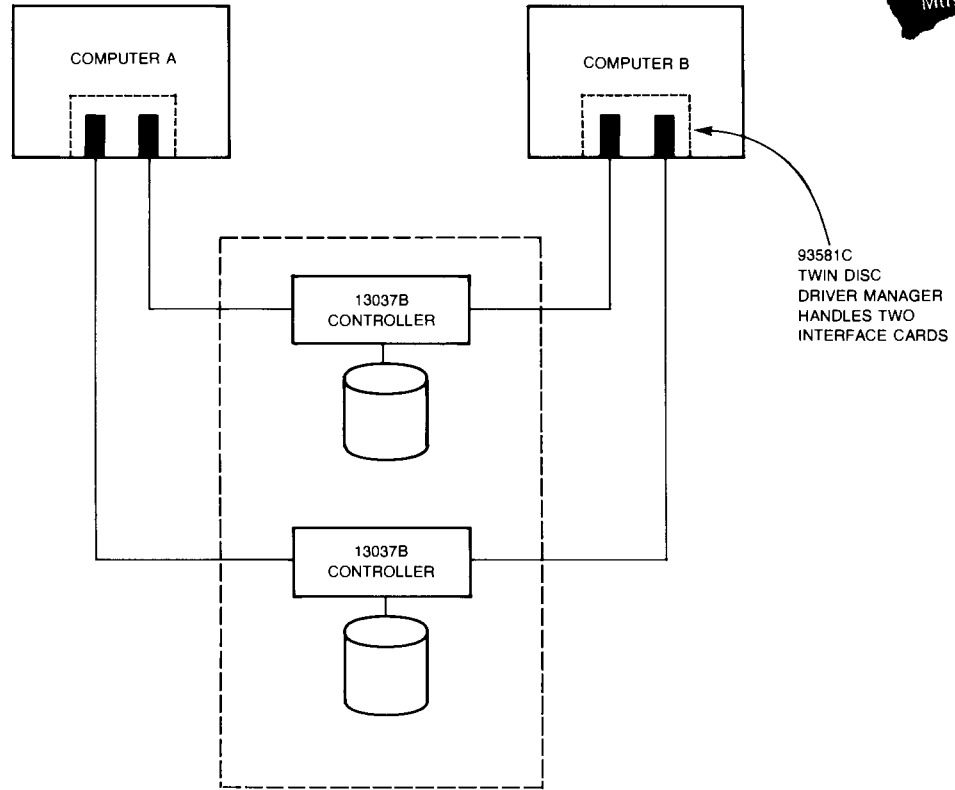 COMPUTER A
COMPUTER B
93581C
TWIN DISC
DRIVER MANAGER
HANDLES TWO
INTERFACE CARDS
13037B
CONTROLLER
13037B
CONTROLLER